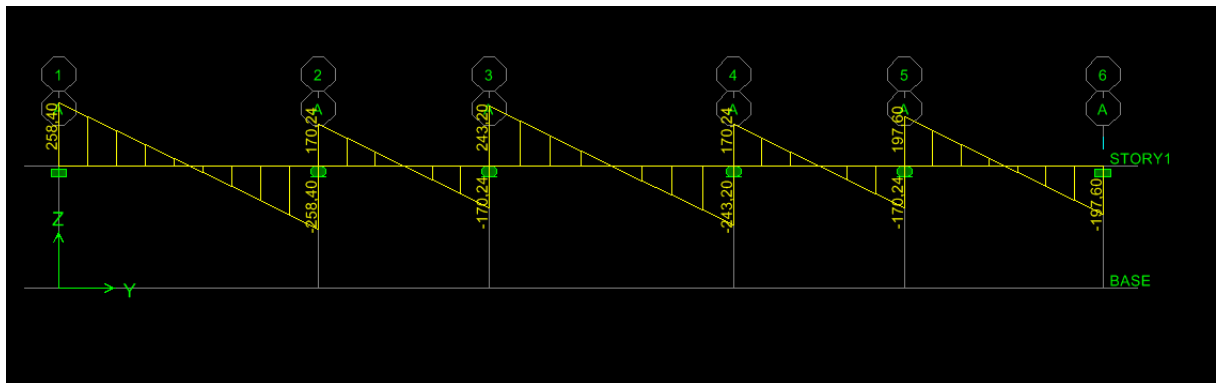 1 2 3 4 5 6
A A A A A A
258.40 170.24 243.20 170.24 197.60
STORY1
-258.40 -170.24 -243.20 -170.24 -197.60
Z
Y
BASE